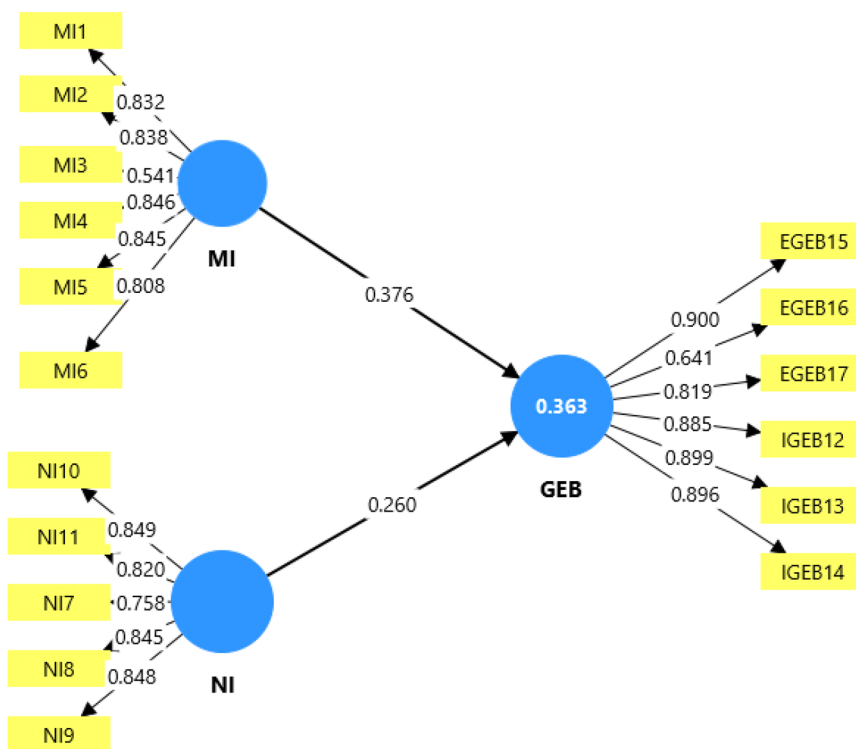 MI1
MI2
MI3
MI4
MI5
MI6
0.832
0.838
0.541
0.846
0.845
0.808
MI
0.376
NI10
NI11
NI7
NI8
NI9
0.849
0.820
0.758
0.845
0.848
NI
0.260
0.363
GEB
0.900
0.641
0.819
0.885
0.899
0.896
EGEB15
EGEB16
EGEB17
IGEB12
IGEB13
IGEB14